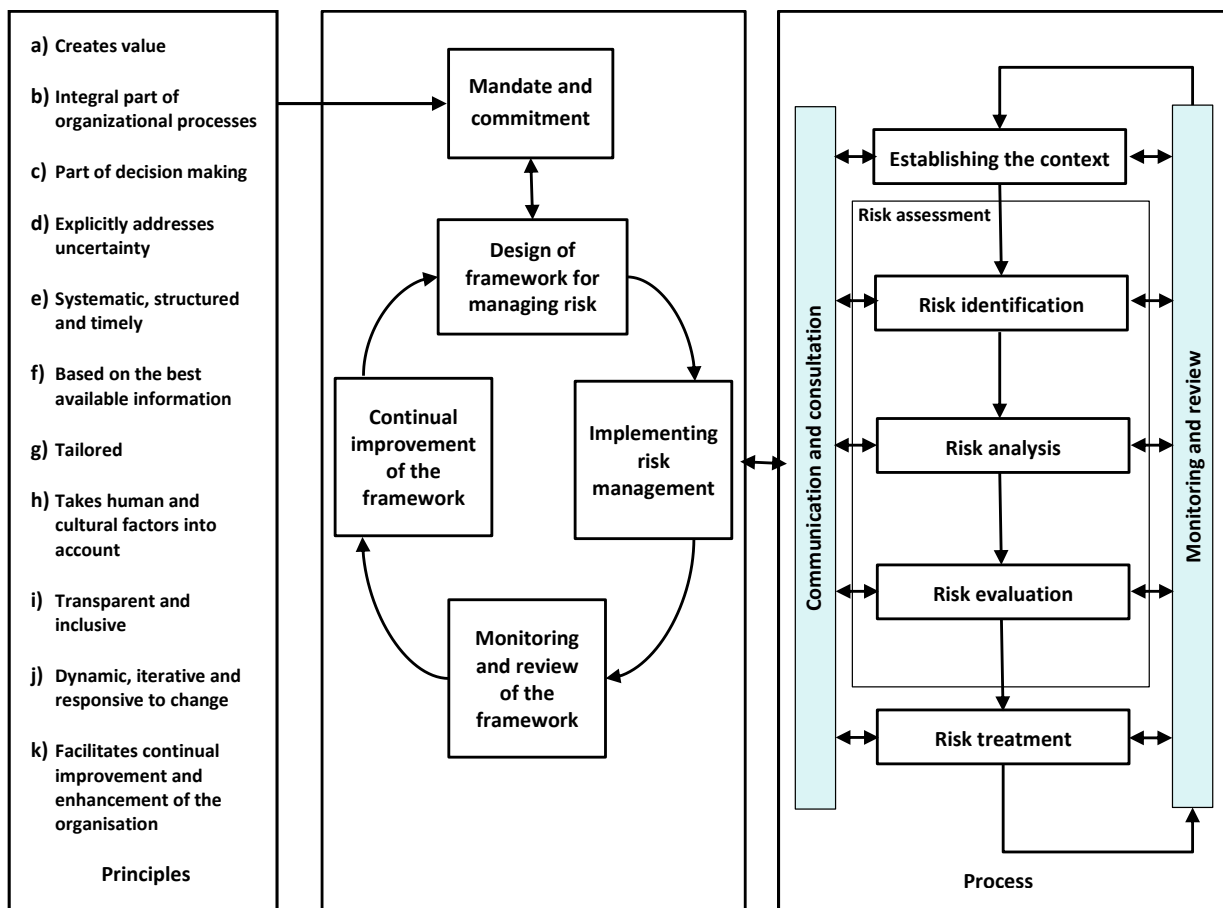 a) Creates value
b) Integral part of
organizational processes
c) Part of decision making
d) Explicitly addresses
uncertainty
e) Systematic, structured
and timely
f) Based on the best
available information
g) Tailored
h) Takes human and
cultural factors into
account
i) Transparent and
inclusive
j) Dynamic, iterative and
responsive to change
k) Facilitates continual
improvement and
enhancement of the
organisation
Principles
Mandate and
commitment
Design of
framework for
managing risk
Continual
improvement
of the
framework
Implementing
risk
management
Monitoring
and review
of the
framework
Communication and consultation
Establishing the context
Risk assessment
Risk identification
Risk analysis
Risk evaluation
Risk treatment
Monitoring and review
Process